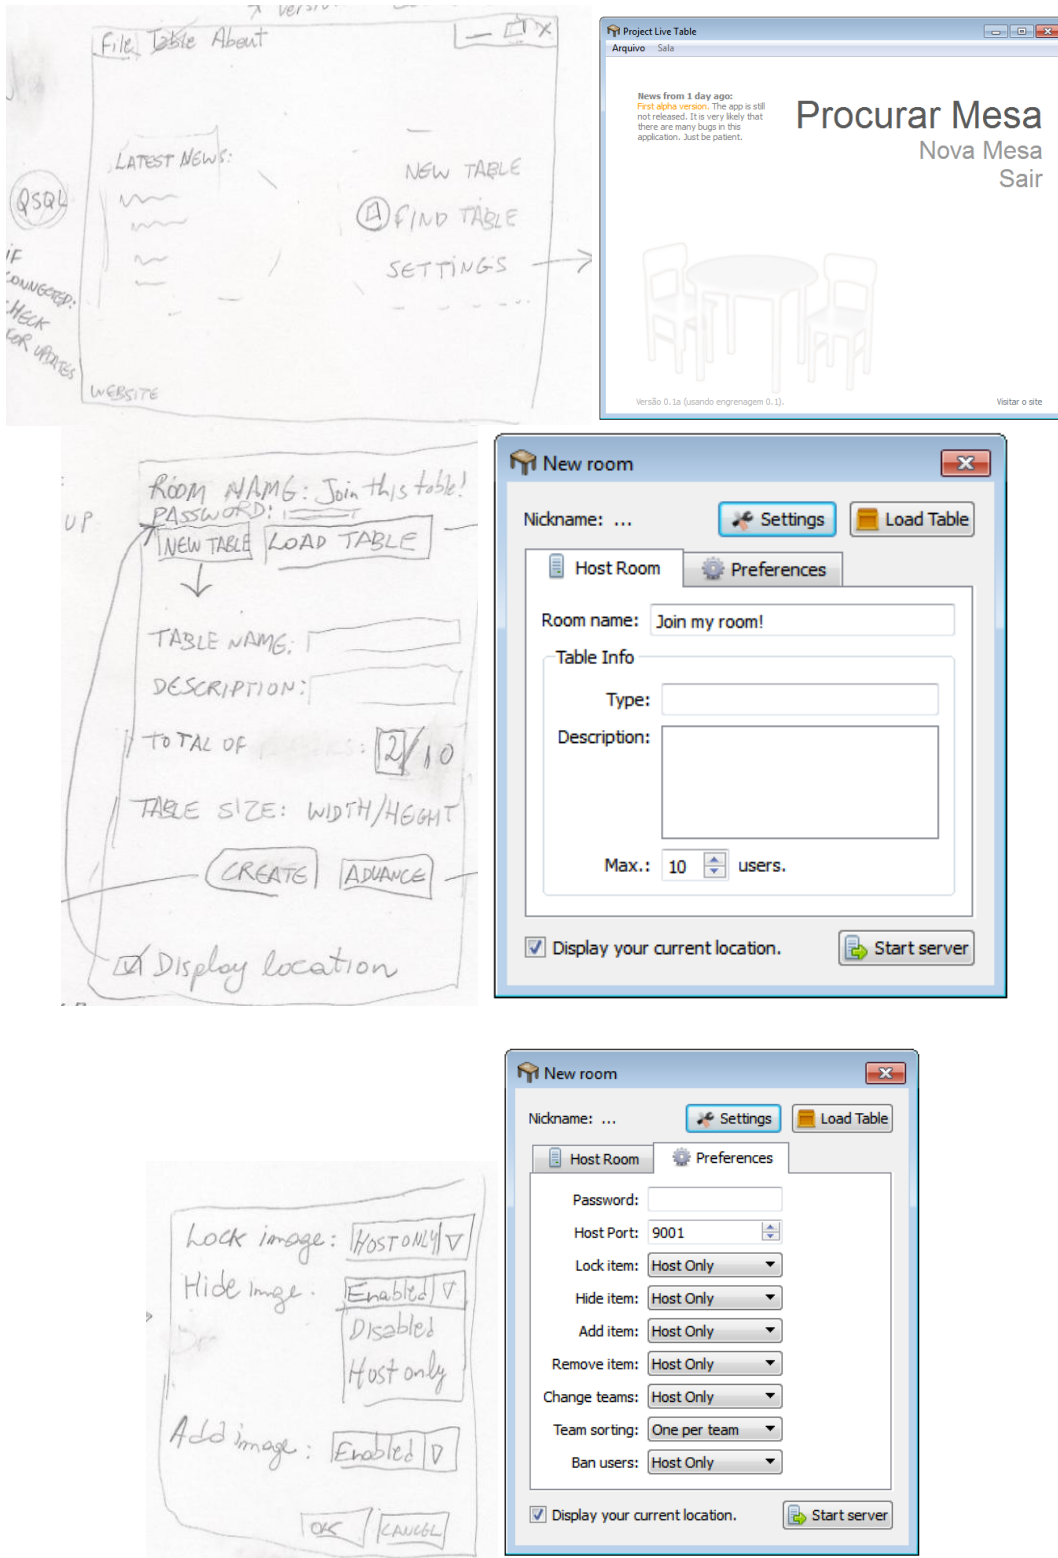 version
File Table About
LATEST NEWS:
NEW TABLE
FIND TABLE
SETTINGS
QSQL
IF
CONNECTED:
CHECK
FOR UPDATES
WEBSITE
Project Live Table
Arquivo Sala
News from 1 day ago:
First alpha version. The app is still
not released. It is very likely that
there are many bugs in this
application. Just be patient.
Procurar Mesa
Nova Mesa
Sair
Versão 0.1a (usando engrenagem 0.1).
Visitar o site
UP
ROOM NAME: Join this table!
PASSWORD:
NEW TABLE LOAD TABLE
TABLE NAME:
DESCRIPTION:
TOTAL OF : 2/10
TABLE SIZE: WIDTH/HEGHT
CREATE ADVANCE
Display location
New room
Nickname: ... Settings Load Table
Host Room Preferences
Room name: Join my room!
Table Info
Type:
Description:
Max.: 10 users.
Display your current location. Start server
Lock image: HOST ONLY
Hide imge. Enabled
Disabled
Host only
Add image: Enabled
OK CANCEL
New room
Nickname: ... Settings Load Table
Host Room Preferences
Password:
Host Port: 9001
Lock item: Host Only
Hide item: Host Only
Add item: Host Only
Remove item: Host Only
Change teams: Host Only
Team sorting: One per team
Ban users: Host Only
Display your current location. Start server